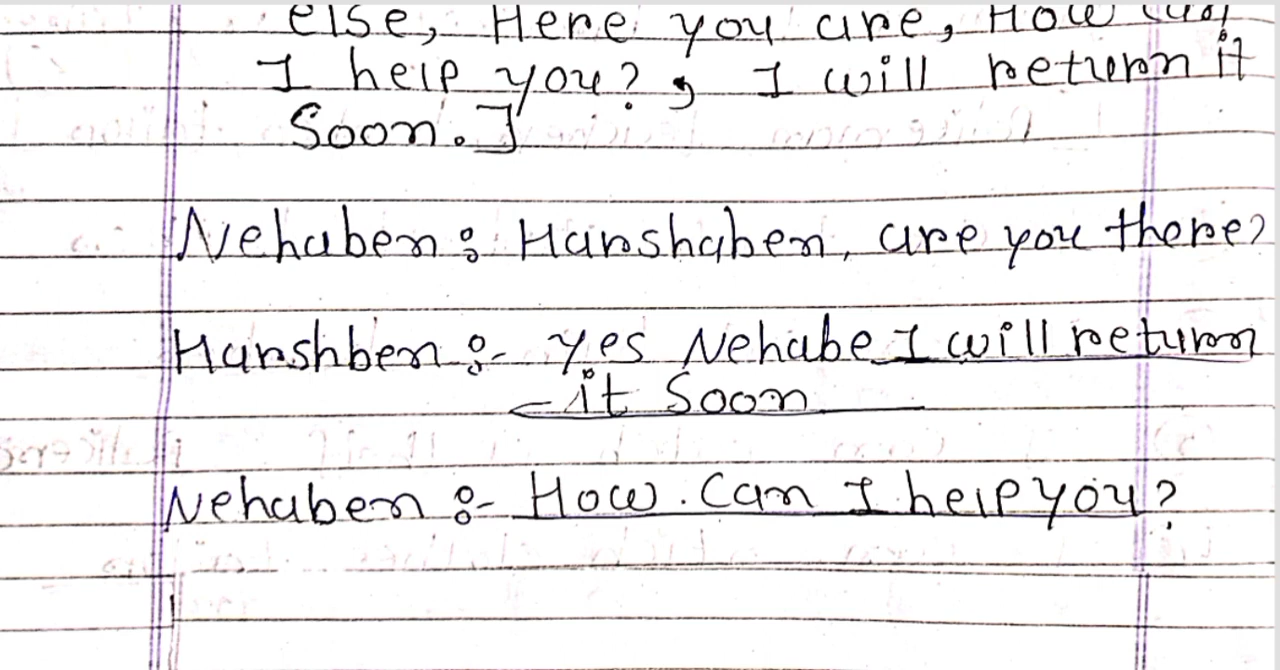 else, Here you are, How can
I help you? , I will return it
Soon.]
Nehaben : Harshaben, are you there?
Harshben :- Yes Nehabe I will return
it Soon
Nehaben :- How. Can I help you?